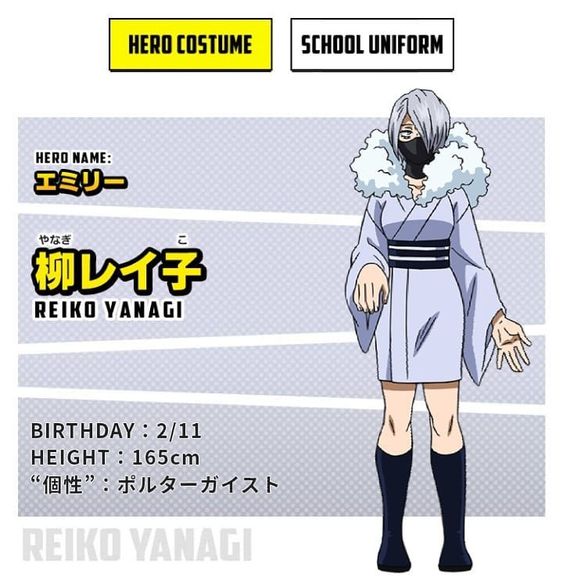 HERO COSTUME
SCHOOL UNIFORM
HERO NAME:
エミリー
やなぎ こ
柳レイ子
REIKO YANAGI
BIRTHDAY：2/11
HEIGHT：165cm
“個性”：ポルターガイスト
REIKO YANAGI